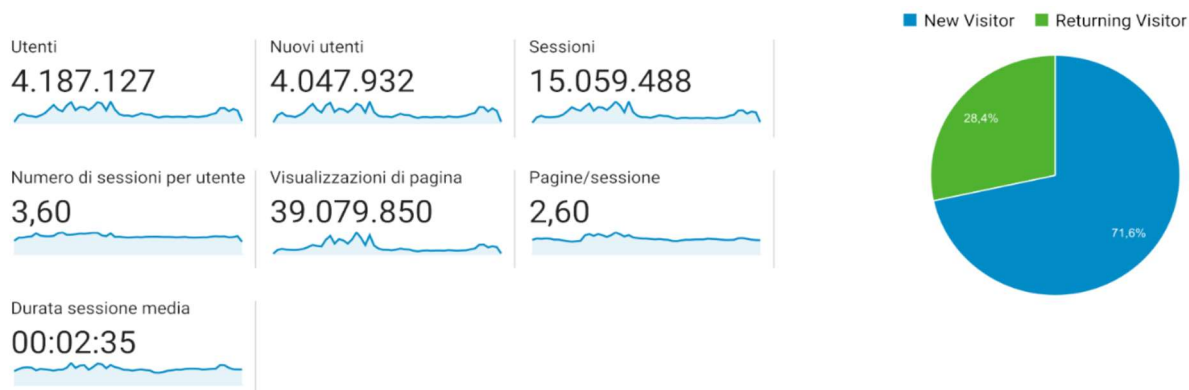 Utenti
4.187.127
Nuovi utenti
4.047.932
Sessioni
15.059.488
Numero di sessioni per utente
3,60
Visualizzazioni di pagina
39.079.850
Pagine/sessione
2,60
Durata sessione media
00:02:35
New Visitor
Returning Visitor
28,4%
71,6%